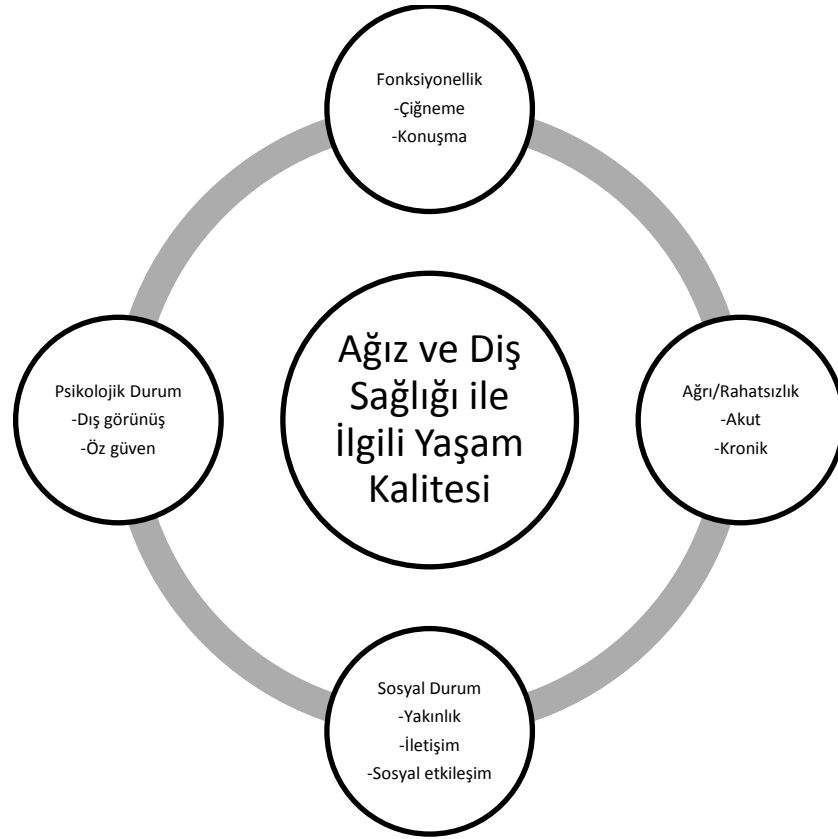 Fonksiyonellik
-Çiğneme
-Konuşma
Psikolojik Durum
-Dış görünüş
-Öz güven
Ağız ve Diş
Sağlığı ile
İlgili Yaşam
Kalitesi
Ağrı/Rahatsızlık
-Akut
-Kronik
Sosyal Durum
-Yakınlık
-İletişim
-Sosyal etkileşim